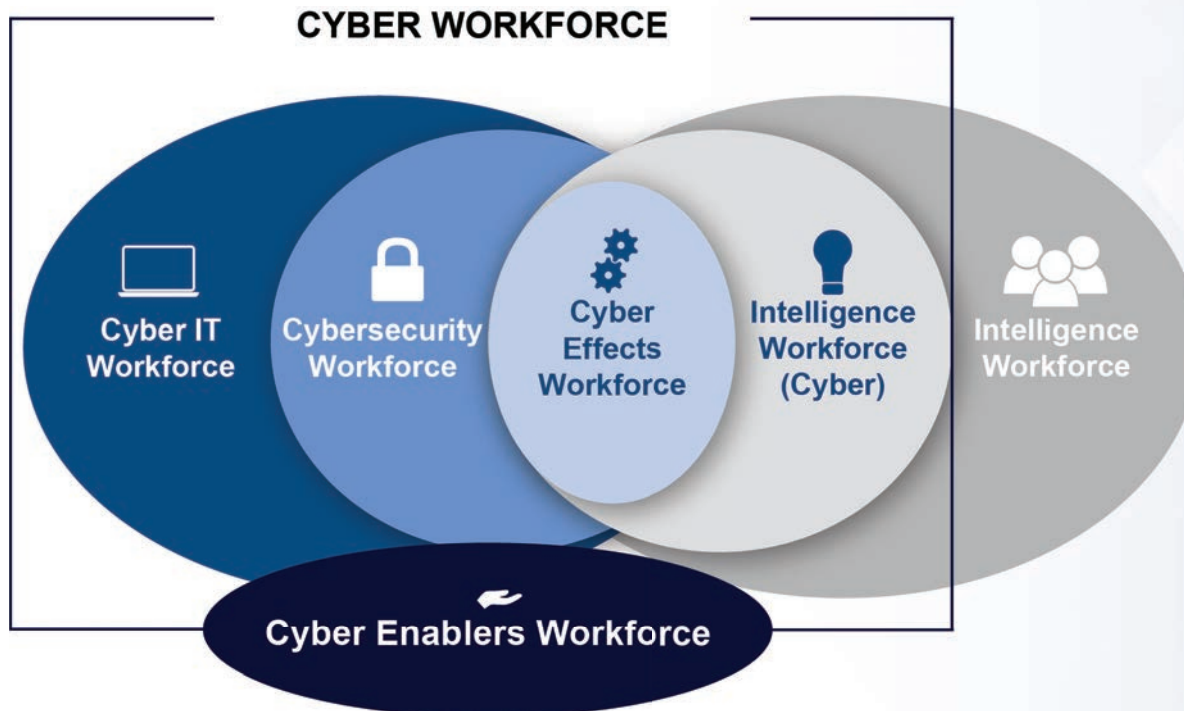 CYBER WORKFORCE
Cyber IT
Workforce
Cybersecurity
Workforce
Cyber
Effects
Workforce
Intelligence
Workforce
(Cyber)
Intelligence
Workforce
Cyber Enablers Workforce